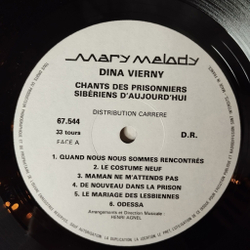 Mary Melody
DINA VIERNY
CHANTS DES PRISONNIERS
SIBÉRIENS D'AUJOURD'HUI
DISTRIBUTION CARRERE
67.544
33 tours
FACE A
D.R.
1. QUAND NOUS NOUS SOMMES RENCONTRÉS
2. LE COSTUME NEUF
3. MAMAN NE M'ATTENDS PAS
4. DE NOUVEAU DANS LA PRISON
5. LE MARIAGE DES LESBIENNES
6. ODESSA
Arrangements et Direction Musicale :
HENRI AGNEL